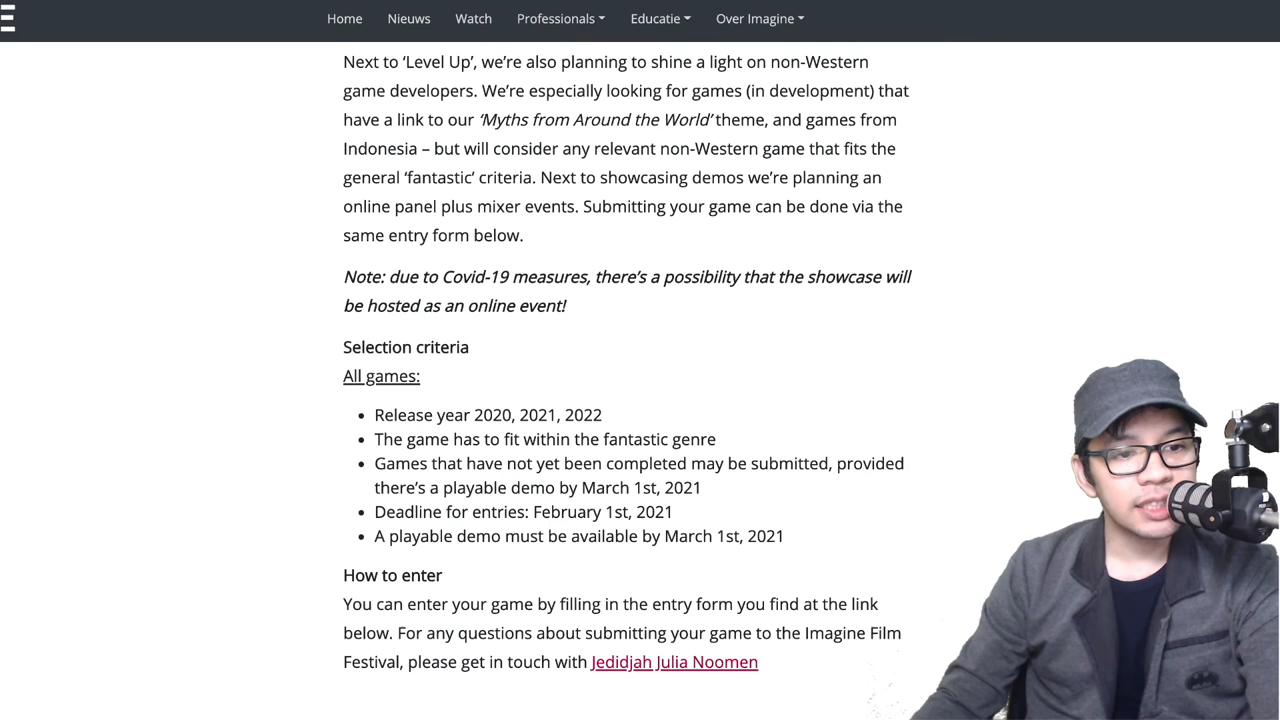 Home Nieuws Watch Professionals Educatie Over Imagine
Next to ‘Level Up’, we’re also planning to shine a light on non-Western
game developers. We’re especially looking for games (in development) that
have a link to our ‘Myths from Around the World’ theme, and games from
Indonesia – but will consider any relevant non-Western game that fits the
general ‘fantastic’ criteria. Next to showcasing demos we’re planning an
online panel plus mixer events. Submitting your game can be done via the
same entry form below.
Note: due to Covid-19 measures, there’s a possibility that the showcase will
be hosted as an online event!
Selection criteria
All games:
• Release year 2020, 2021, 2022
• The game has to fit within the fantastic genre
• Games that have not yet been completed may be submitted, provided
there’s a playable demo by March 1st, 2021
• Deadline for entries: February 1st, 2021
• A playable demo must be available by March 1st, 2021
How to enter
You can enter your game by filling in the entry form you find at the link
below. For any questions about submitting your game to the Imagine Film
Festival, please get in touch with Jedidjah Julia Noomen